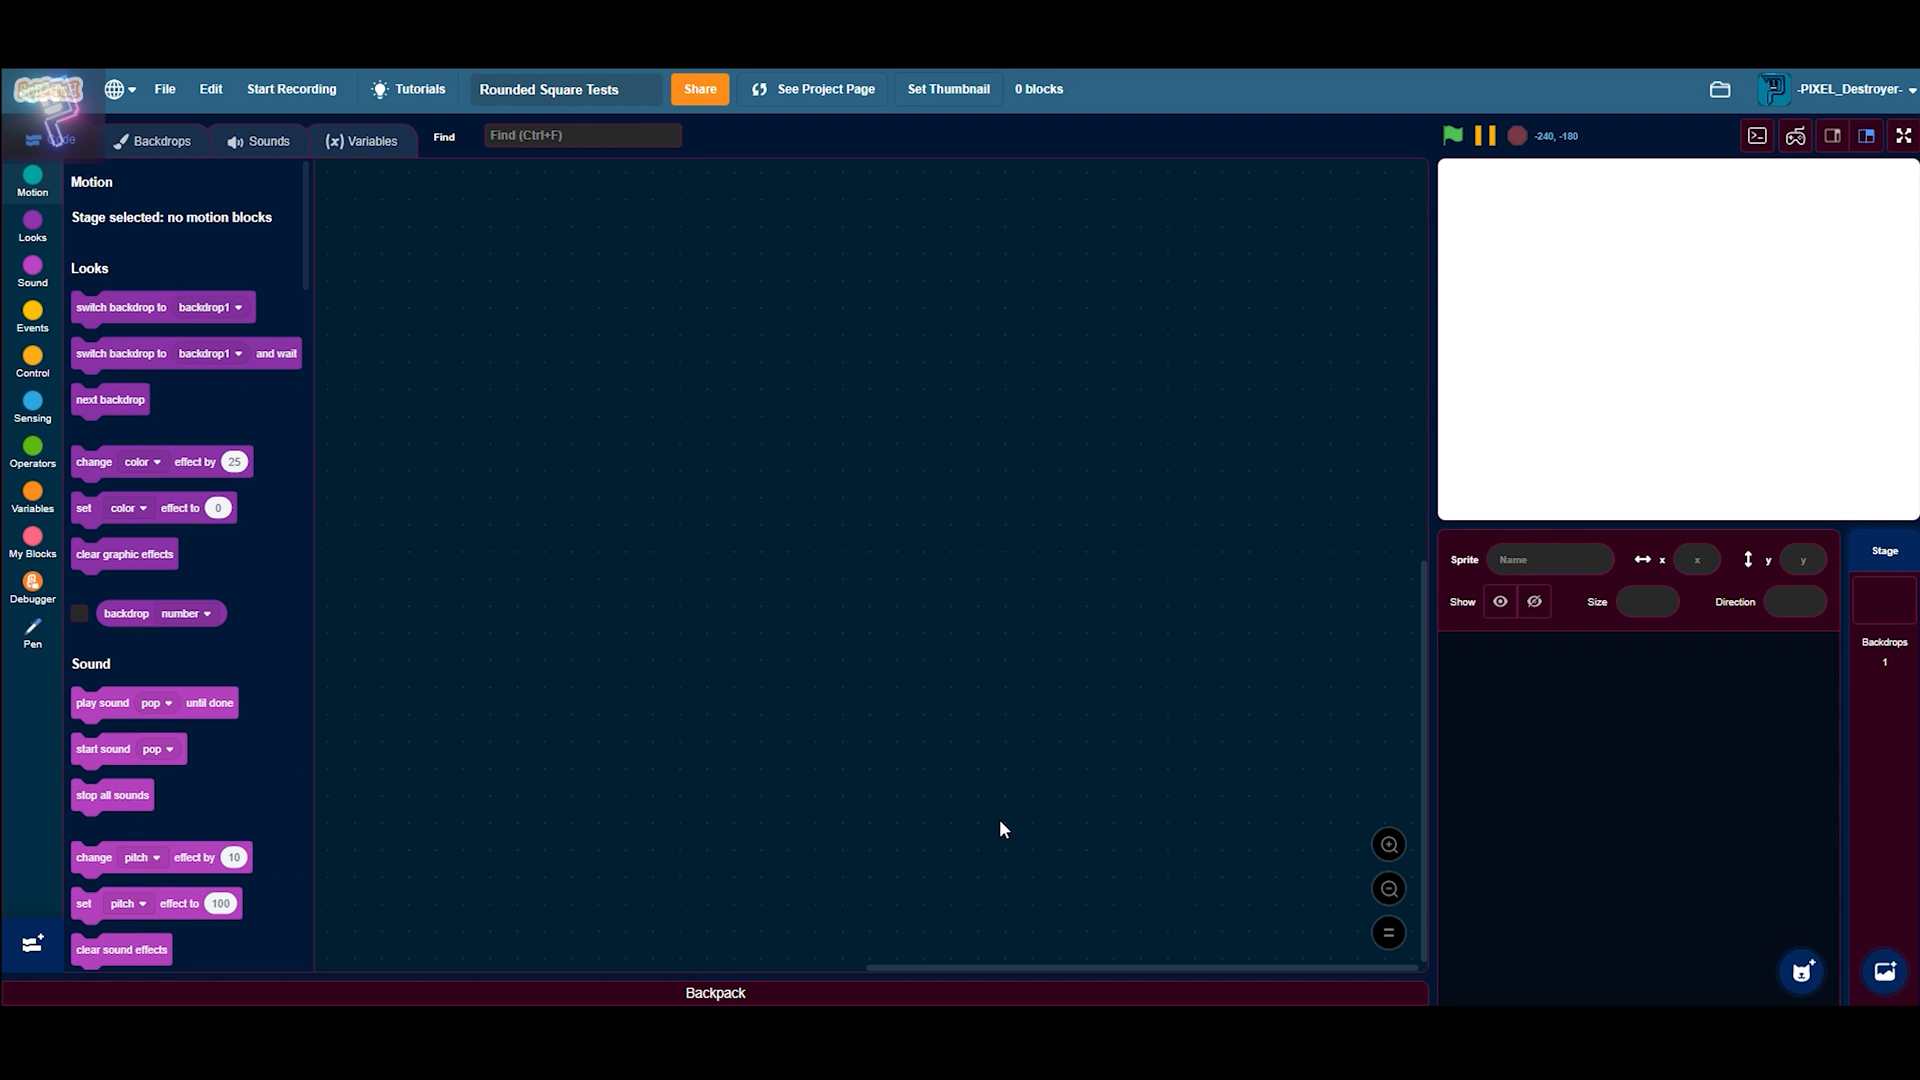 File Edit Start Recording Tutorials Rounded Square Tests Share See Project Page Set Thumbnail 0 blocks -PIXEL_Destroyer-
Backdrops Sounds (x) Variables Find Find (Ctrl+F) -240, -180
Motion
Looks
Sound
Events
Control
Sensing
Operators
Variables
My Blocks
Debugger
Pen
Motion
Stage selected: no motion blocks
Looks
switch backdrop to backdrop1
switch backdrop to backdrop1 and wait
next backdrop
change color effect by 25
set color effect to 0
clear graphic effects
backdrop number
Sound
play sound pop until done
start sound pop
stop all sounds
change pitch effect by 10
set pitch effect to 100
clear sound effects
Backpack
Sprite Name x x y y
Show Size Direction
Stage
Backdrops
1